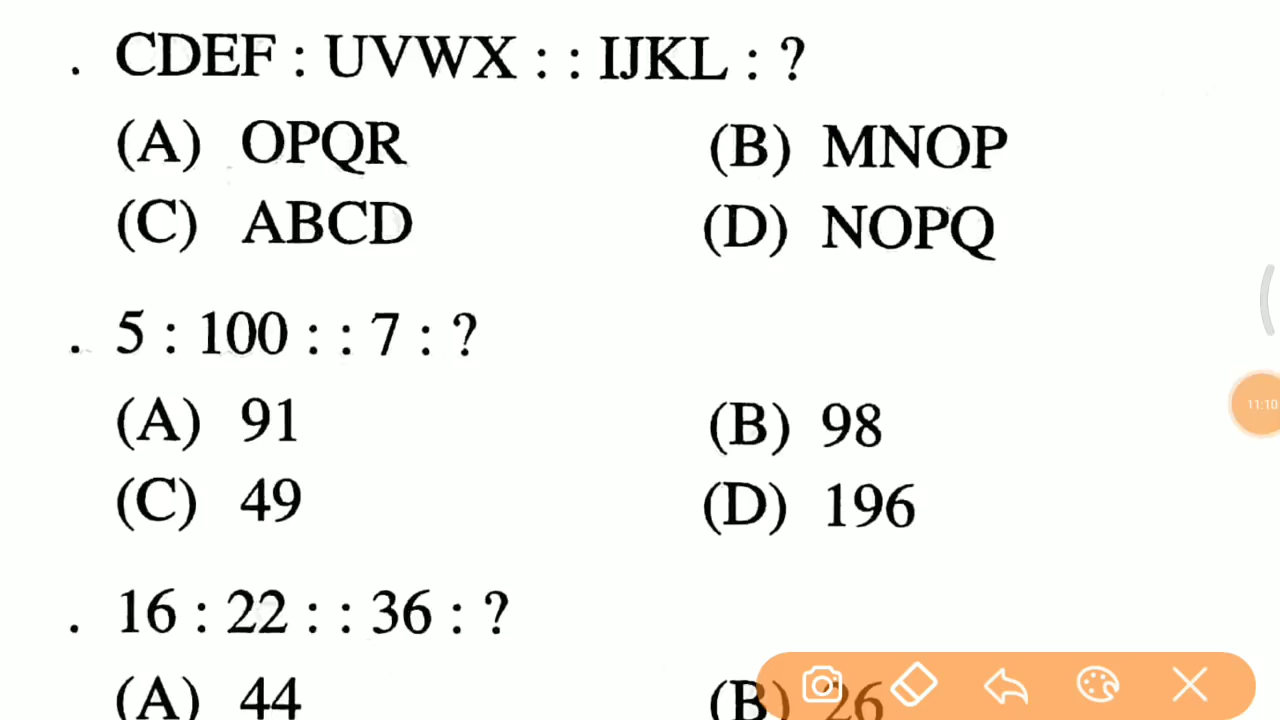 . CDEF : UVWX : : IJKL : ?
(A) OPQR (B) MNOP
(C) ABCD (D) NOPQ
. 5 : 100 : : 7 : ?
(A) 91 (B) 98
(C) 49 (D) 196
11:10
. 16 : 22 : : 36 : ?
(A) 44 (B) 26